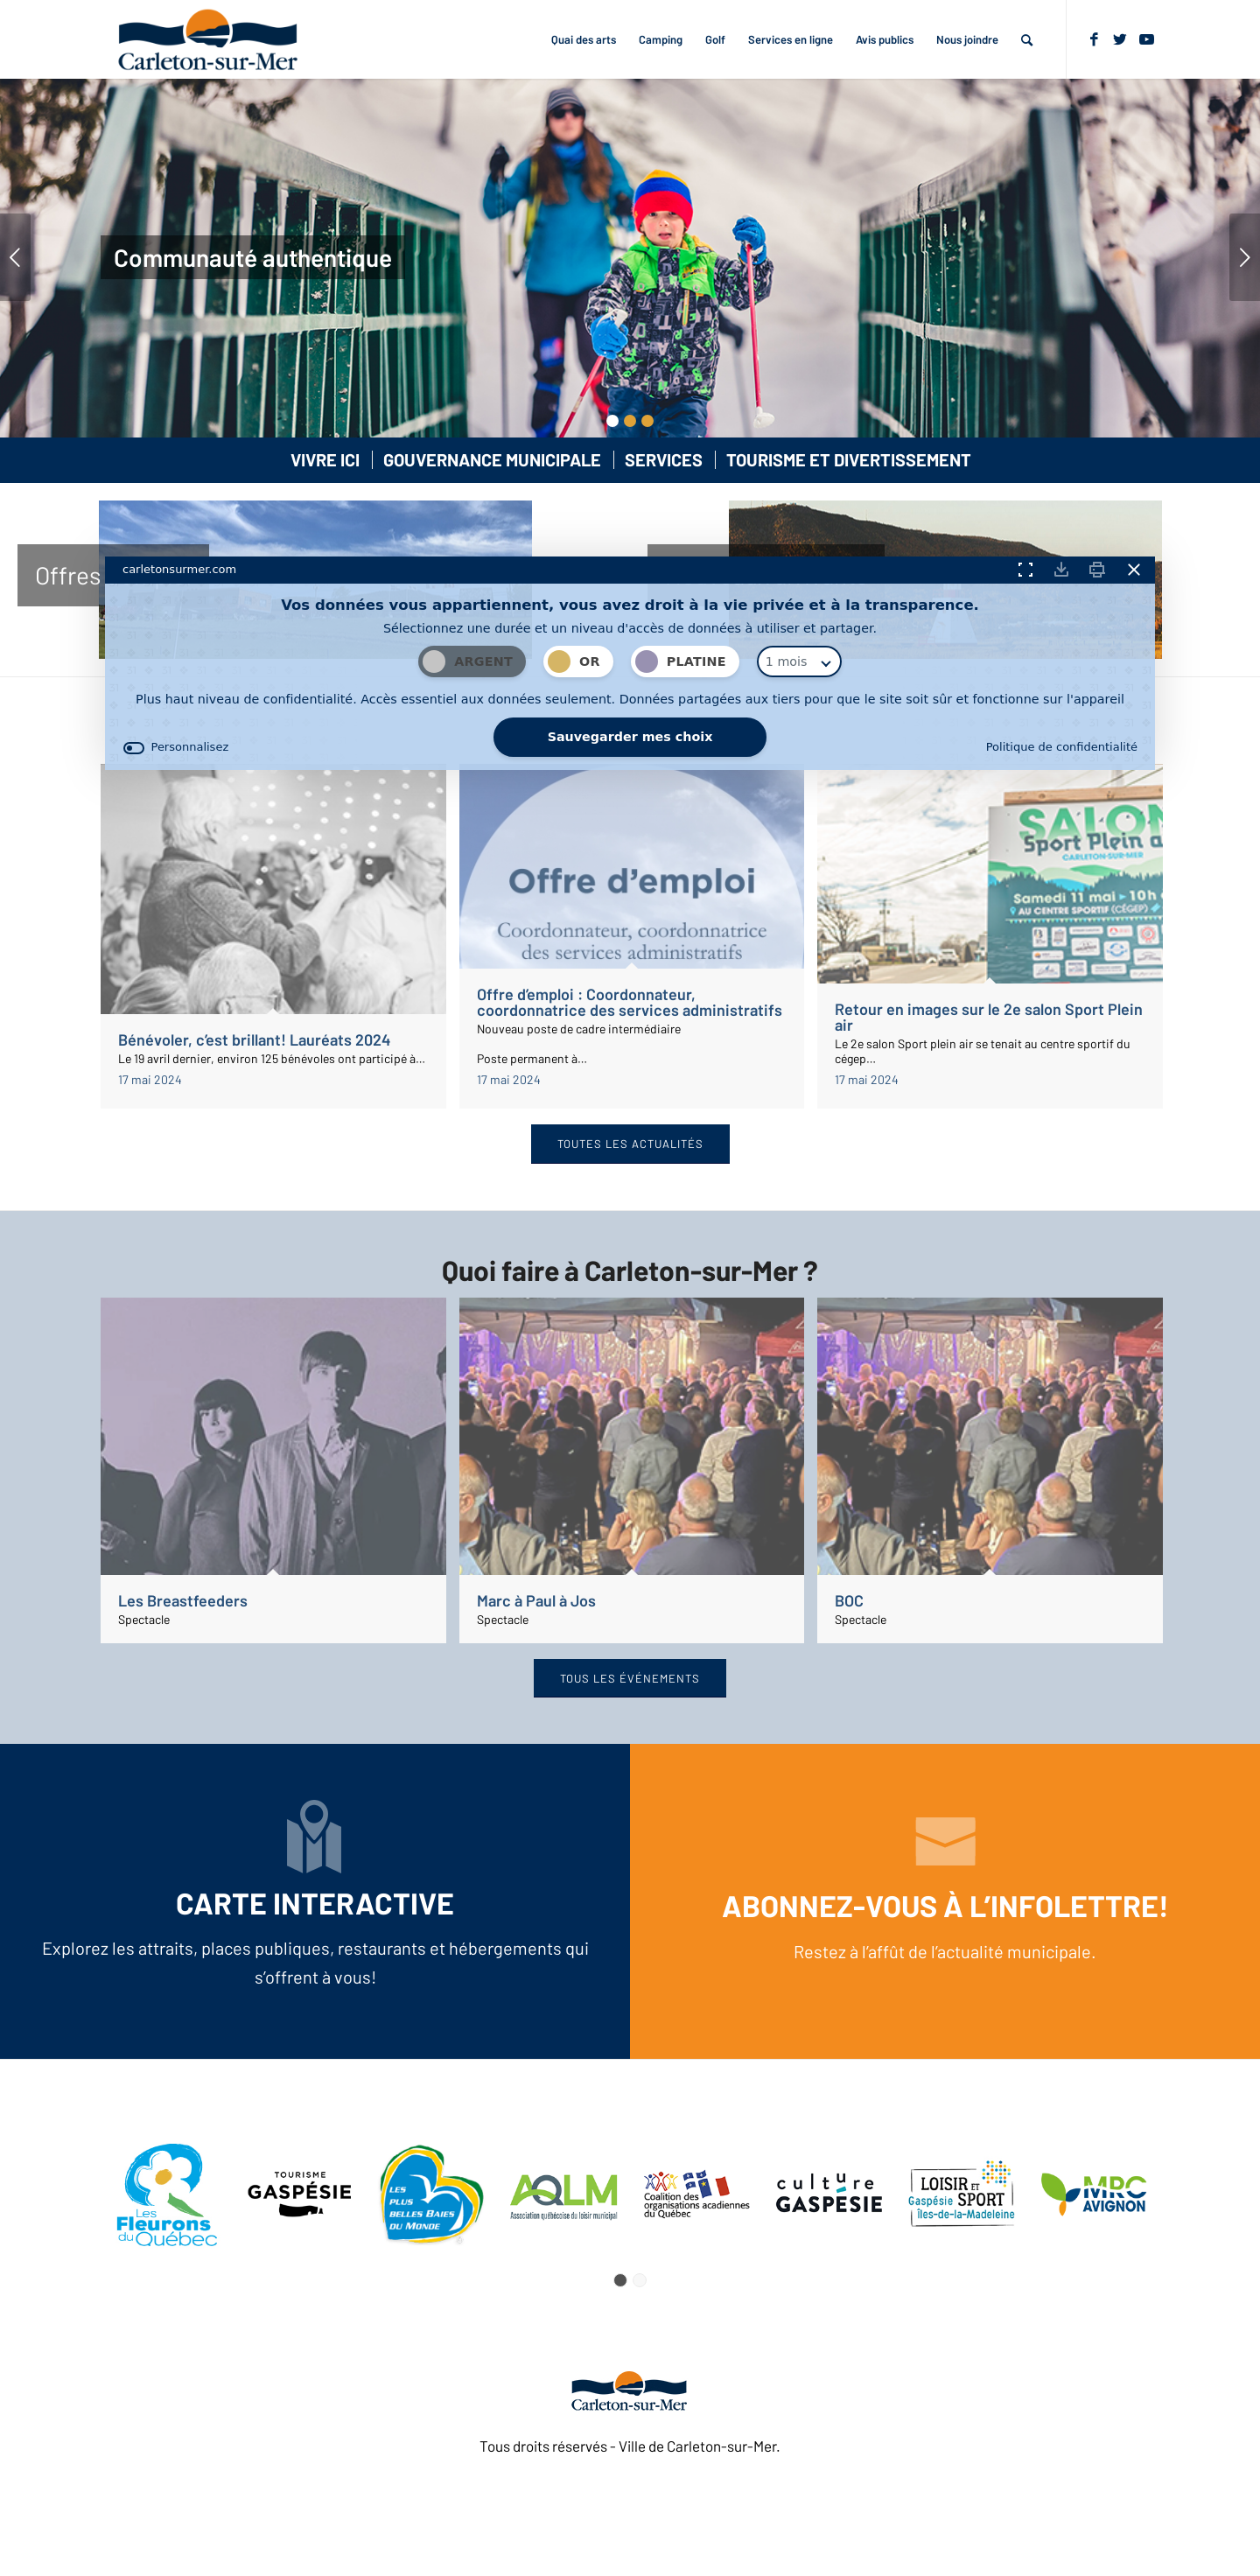 Carleton-sur-Mer
Quai des arts
Camping
Golf
Services en ligne
Avis publics
Nous joindre
Communauté authentique
VIVRE ICI
GOUVERNANCE MUNICIPALE
SERVICES
TOURISME ET DIVERTISSEMENT
Offres
carletonsurmer.com
Vos données vous appartiennent, vous avez droit à la vie privée et à la transparence.
Sélectionnez une durée et un niveau d'accès de données à utiliser et partager.
ARGENT
OR
PLATINE
1 mois
Plus haut niveau de confidentialité. Accès essentiel aux données seulement. Données partagées aux tiers pour que le site soit sûr et fonctionne sur l'appareil
Personnalisez
Sauvegarder mes choix
Politique de confidentialité
Offre d'emploi
Coordonnateur, coordonnatrice
des services administratifs
SALON
Sport Plein a
CARLETON-SUR-MER
Samedi 11 mai
10h
AU CENTRE SPORTIF (CÉGEP)
Bénévoler, c’est brillant! Lauréats 2024
Le 19 avril dernier, environ 125 bénévoles ont participé à...
17 mai 2024
Offre d’emploi : Coordonnateur,
coordonnatrice des services administratifs
Nouveau poste de cadre intermédiaire
Poste permanent à...
17 mai 2024
Retour en images sur le 2e salon Sport Plein
air
Le 2e salon Sport plein air se tenait au centre sportif du
cégep...
17 mai 2024
TOUTES LES ACTUALITÉS
Quoi faire à Carleton-sur-Mer ?
Les Breastfeeders
Spectacle
Marc à Paul à Jos
Spectacle
BOC
Spectacle
TOUS LES ÉVÉNEMENTS
CARTE INTERACTIVE
Explorez les attraits, places publiques, restaurants et hébergements qui
s’offrent à vous!
ABONNEZ-VOUS À L’INFOLETTRE!
Restez à l’affût de l’actualité municipale.
Les
Fleurons
du Québec
TOURISME
GASPÉSIE
LES
PLUS
BELLES BAIES
DU MONDE
AQLM
Association québécoise du loisir municipal
Coalition des
organisations acadiennes
du Québec
culture
GASPÉSIE
LOISIR ET
SPORT
Gaspésie
Îles-de-la-Madeleine
MRC
AVIGNON
Carleton-sur-Mer
Tous droits réservés - Ville de Carleton-sur-Mer.